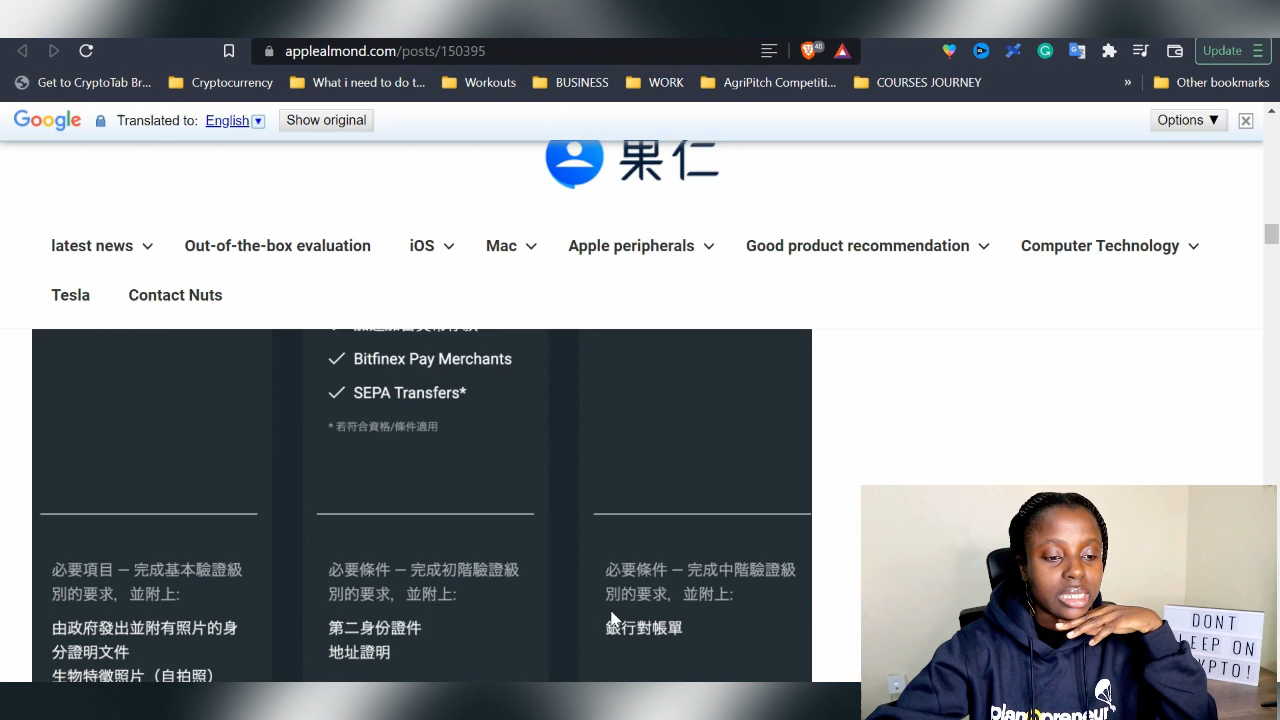 applealmond.com/posts/150395
48
Update
Get to CryptoTab Br...
Cryptocurrency
What i need to do t...
Workouts
BUSINESS
WORK
AgriPitch Competiti...
COURSES JOURNEY
»
Other bookmarks
Google
Translated to: English
Show original
Options ▼
果仁
latest news
Out-of-the-box evaluation
iOS
Mac
Apple peripherals
Good product recommendation
Computer Technology
Tesla
Contact Nuts
Bitfinex Pay Merchants
SEPA Transfers*
* 若符合資格/條件適用
必要項目 — 完成基本驗證級
別的要求，並附上:
由政府發出並附有照片的身
分證明文件
生物特徵照片（自拍照）
必要條件 — 完成初階驗證級
別的要求，並附上:
第二身份證件
地址證明
必要條件 — 完成中階驗證級
別的要求，並附上:
銀行對帳單
DONT
EEP ON
YPTO!